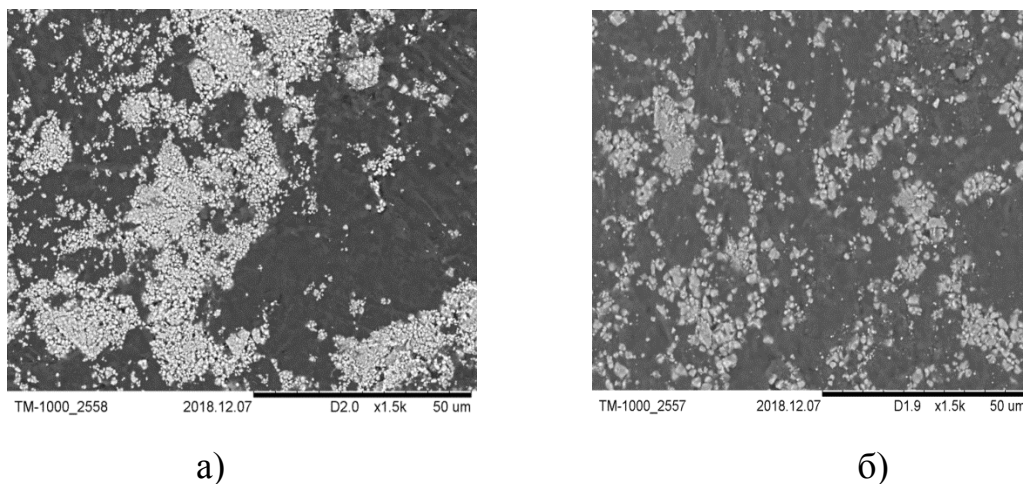 TM-1000_2558 2018.12.07 D2.0 x1.5k 50 um
TM-1000_2557 2018.12.07 D1.9 x1.5k 50 um
а)
б)